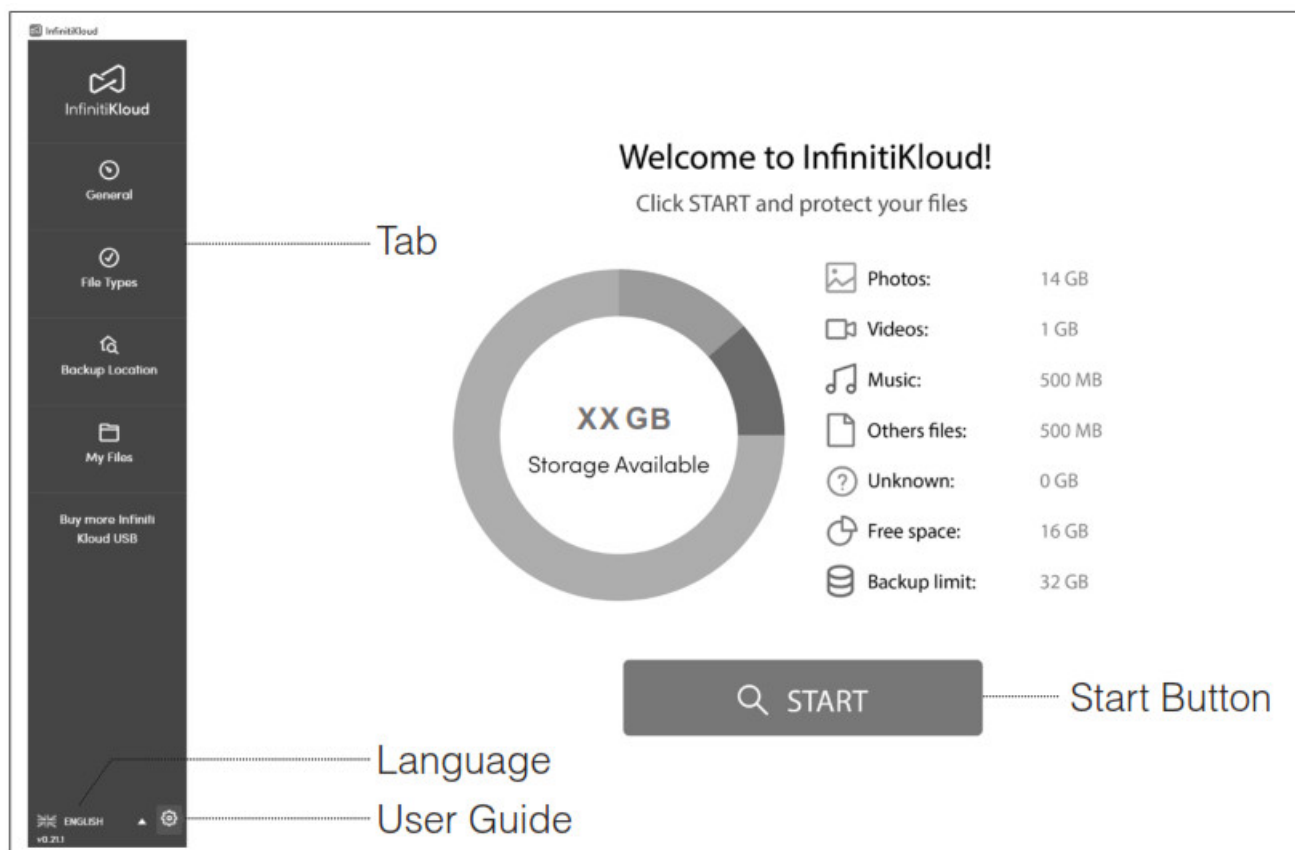 InfinitiKloud
InfinitiKloud
General
File Types
Backup Location
My Files
Buy more Infiniti
Kloud USB
ENGLISH
v0.21.1
Tab
Language
User Guide
Welcome to InfinitiKloud!
Click START and protect your files
XX GB
Storage Available
Photos: 14 GB
Videos: 1 GB
Music: 500 MB
Others files: 500 MB
Unknown: 0 GB
Free space: 16 GB
Backup limit: 32 GB
START
Start Button